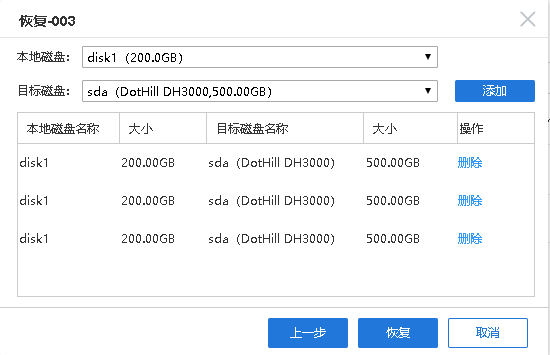 恢复-003
本地磁盘： disk1（200.0GB）
目标磁盘： sda（DotHill DH3000,500.00GB） 添加
本地磁盘名称 大小 目标磁盘名称 大小 操作
disk1 200.00GB sda（DotHill DH3000） 500.00GB 删除
disk1 200.00GB sda（DotHill DH3000） 500.00GB 删除
disk1 200.00GB sda（DotHill DH3000） 500.00GB 删除
上一步 恢复 取消